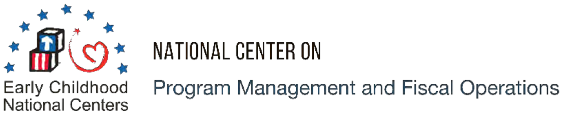 Early Childhood
National Centers
NATIONAL CENTER ON
Program Management and Fiscal Operations